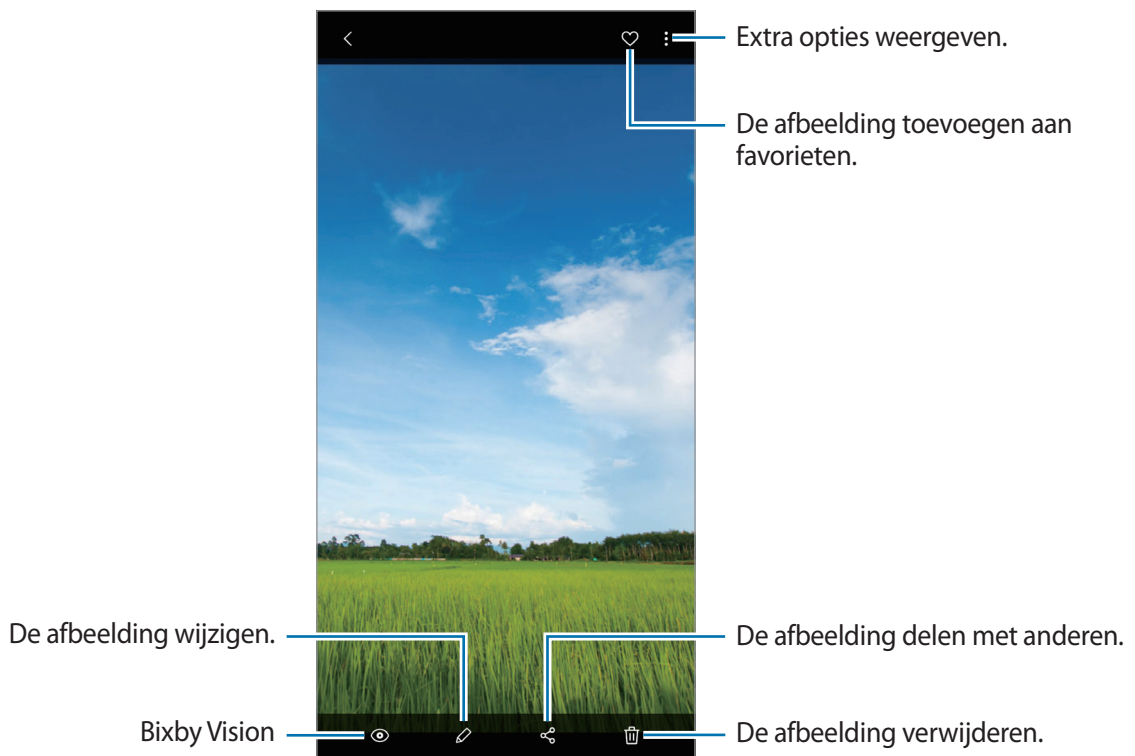 Extra opties weergeven.
De afbeelding toevoegen aan
favorieten.
De afbeelding wijzigen.
De afbeelding delen met anderen.
Bixby Vision
De afbeelding verwijderen.